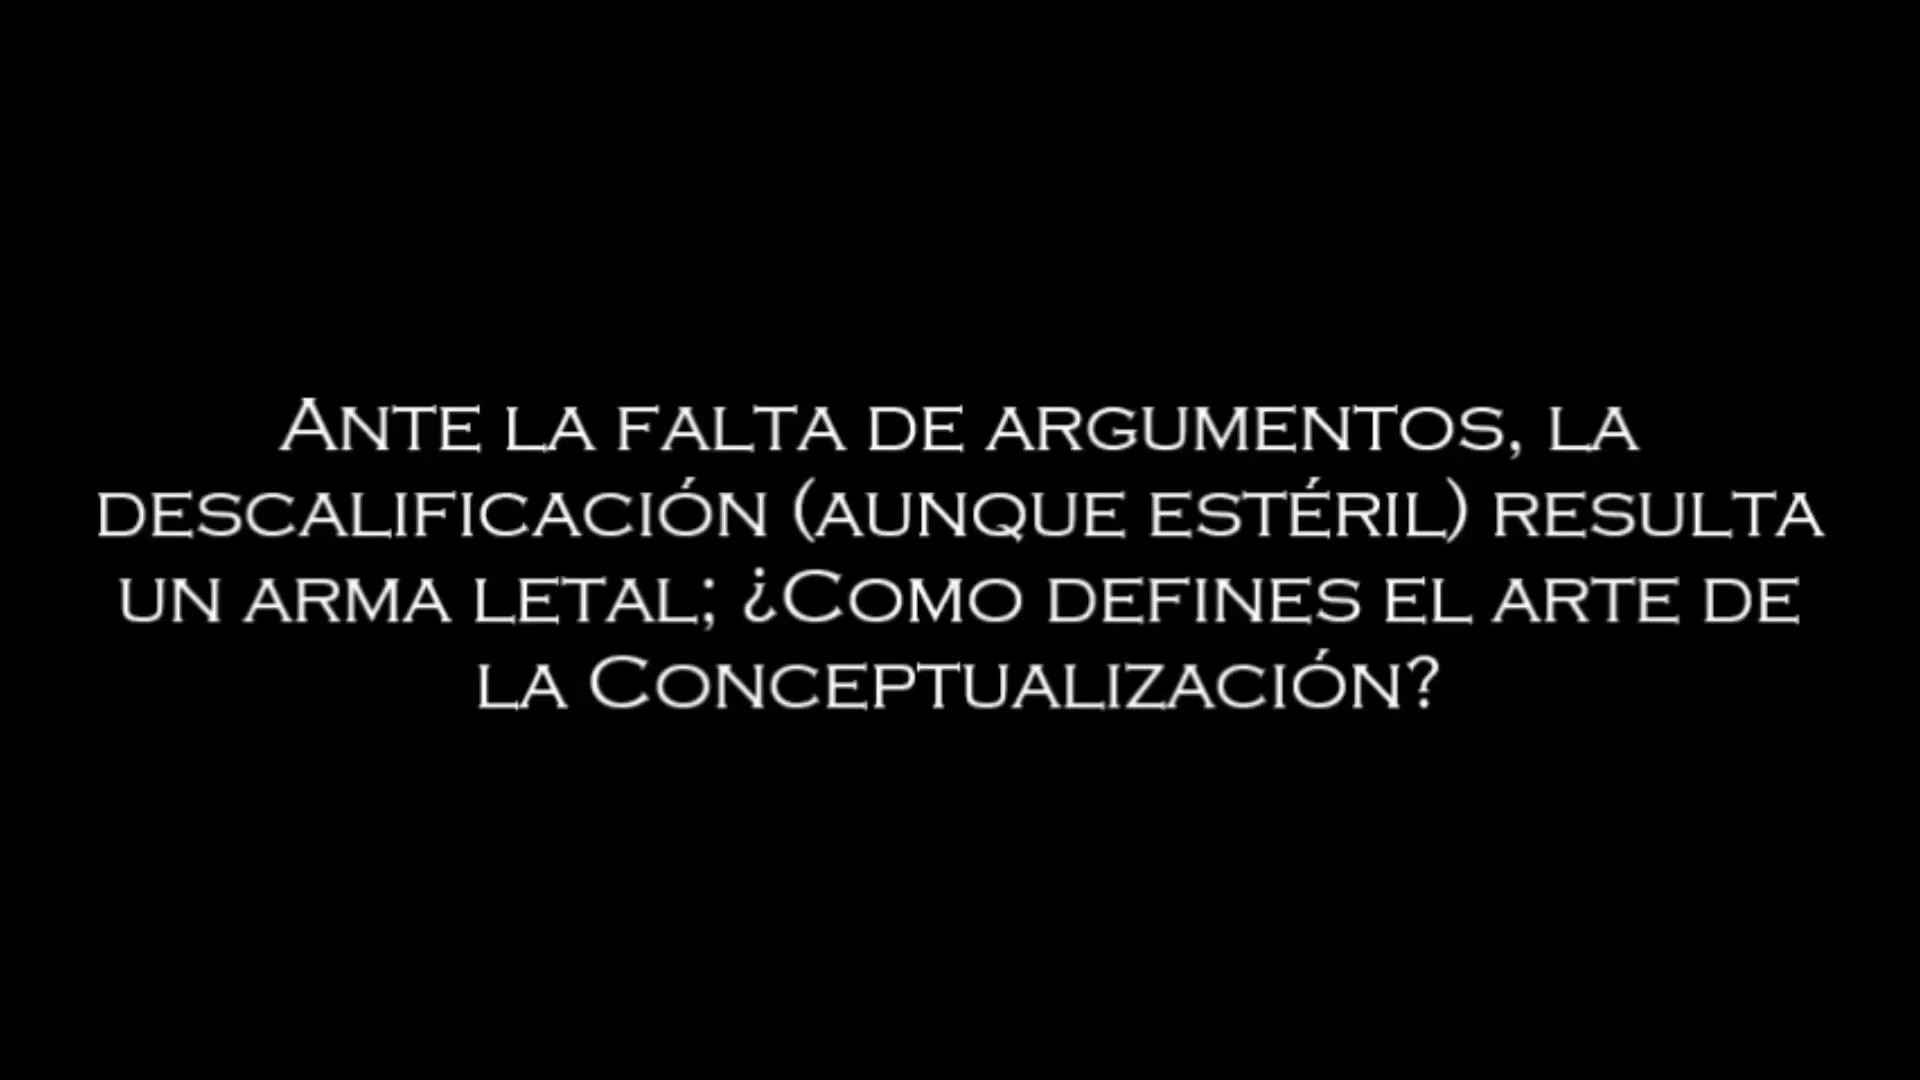 Ante la falta de argumentos, la
descalificación (aunque estéril) resulta
un arma letal; ¿Como defines el arte de
la Conceptualización?